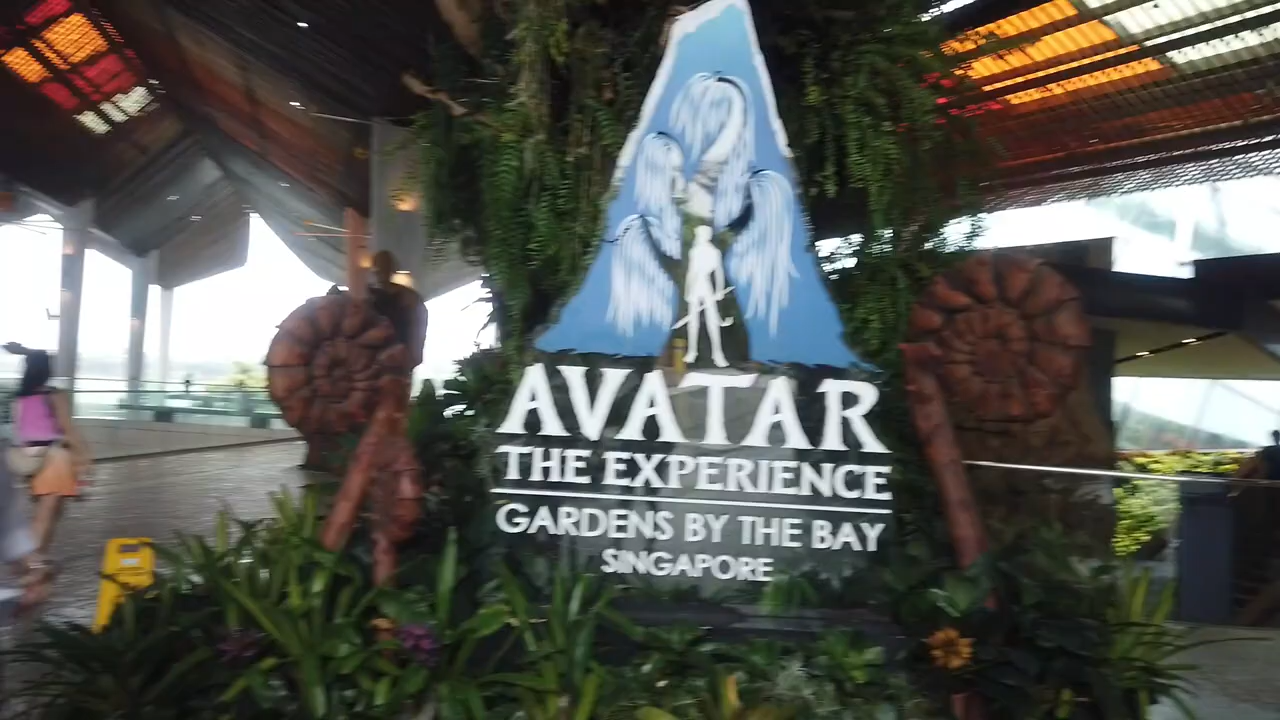 AVATAR
THE EXPERIENCE
GARDENS BY THE BAY
SINGAPORE